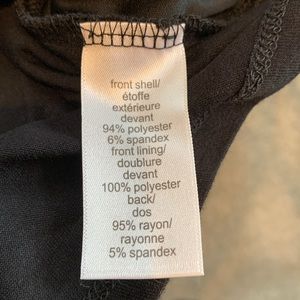 front shell/
étoffe
extérieure
devant
94% polyester
6% spandex
front lining/
doublure
devant
100% polyester
back/
dos
95% rayon/
rayonne
5% spandex